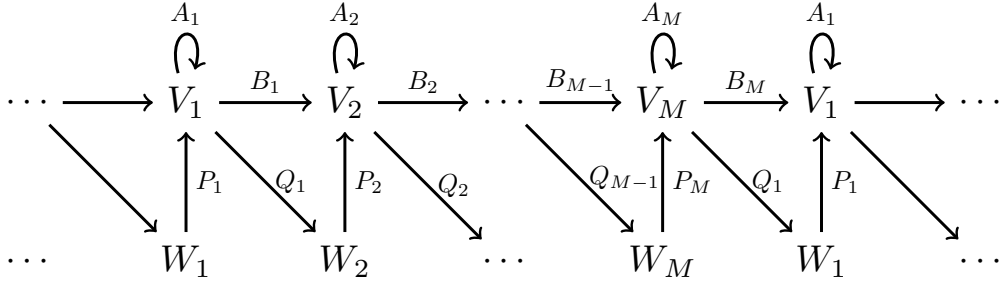 A_1 A_2 A_M A_1
B_1 B_2 B_{M-1} B_M
⋯ V_1 V_2 ⋯ V_M V_1 ⋯
P_1 Q_1 P_2 Q_2 Q_{M-1} P_M Q_1 P_1
⋯ W_1 W_2 ⋯ W_M W_1 ⋯